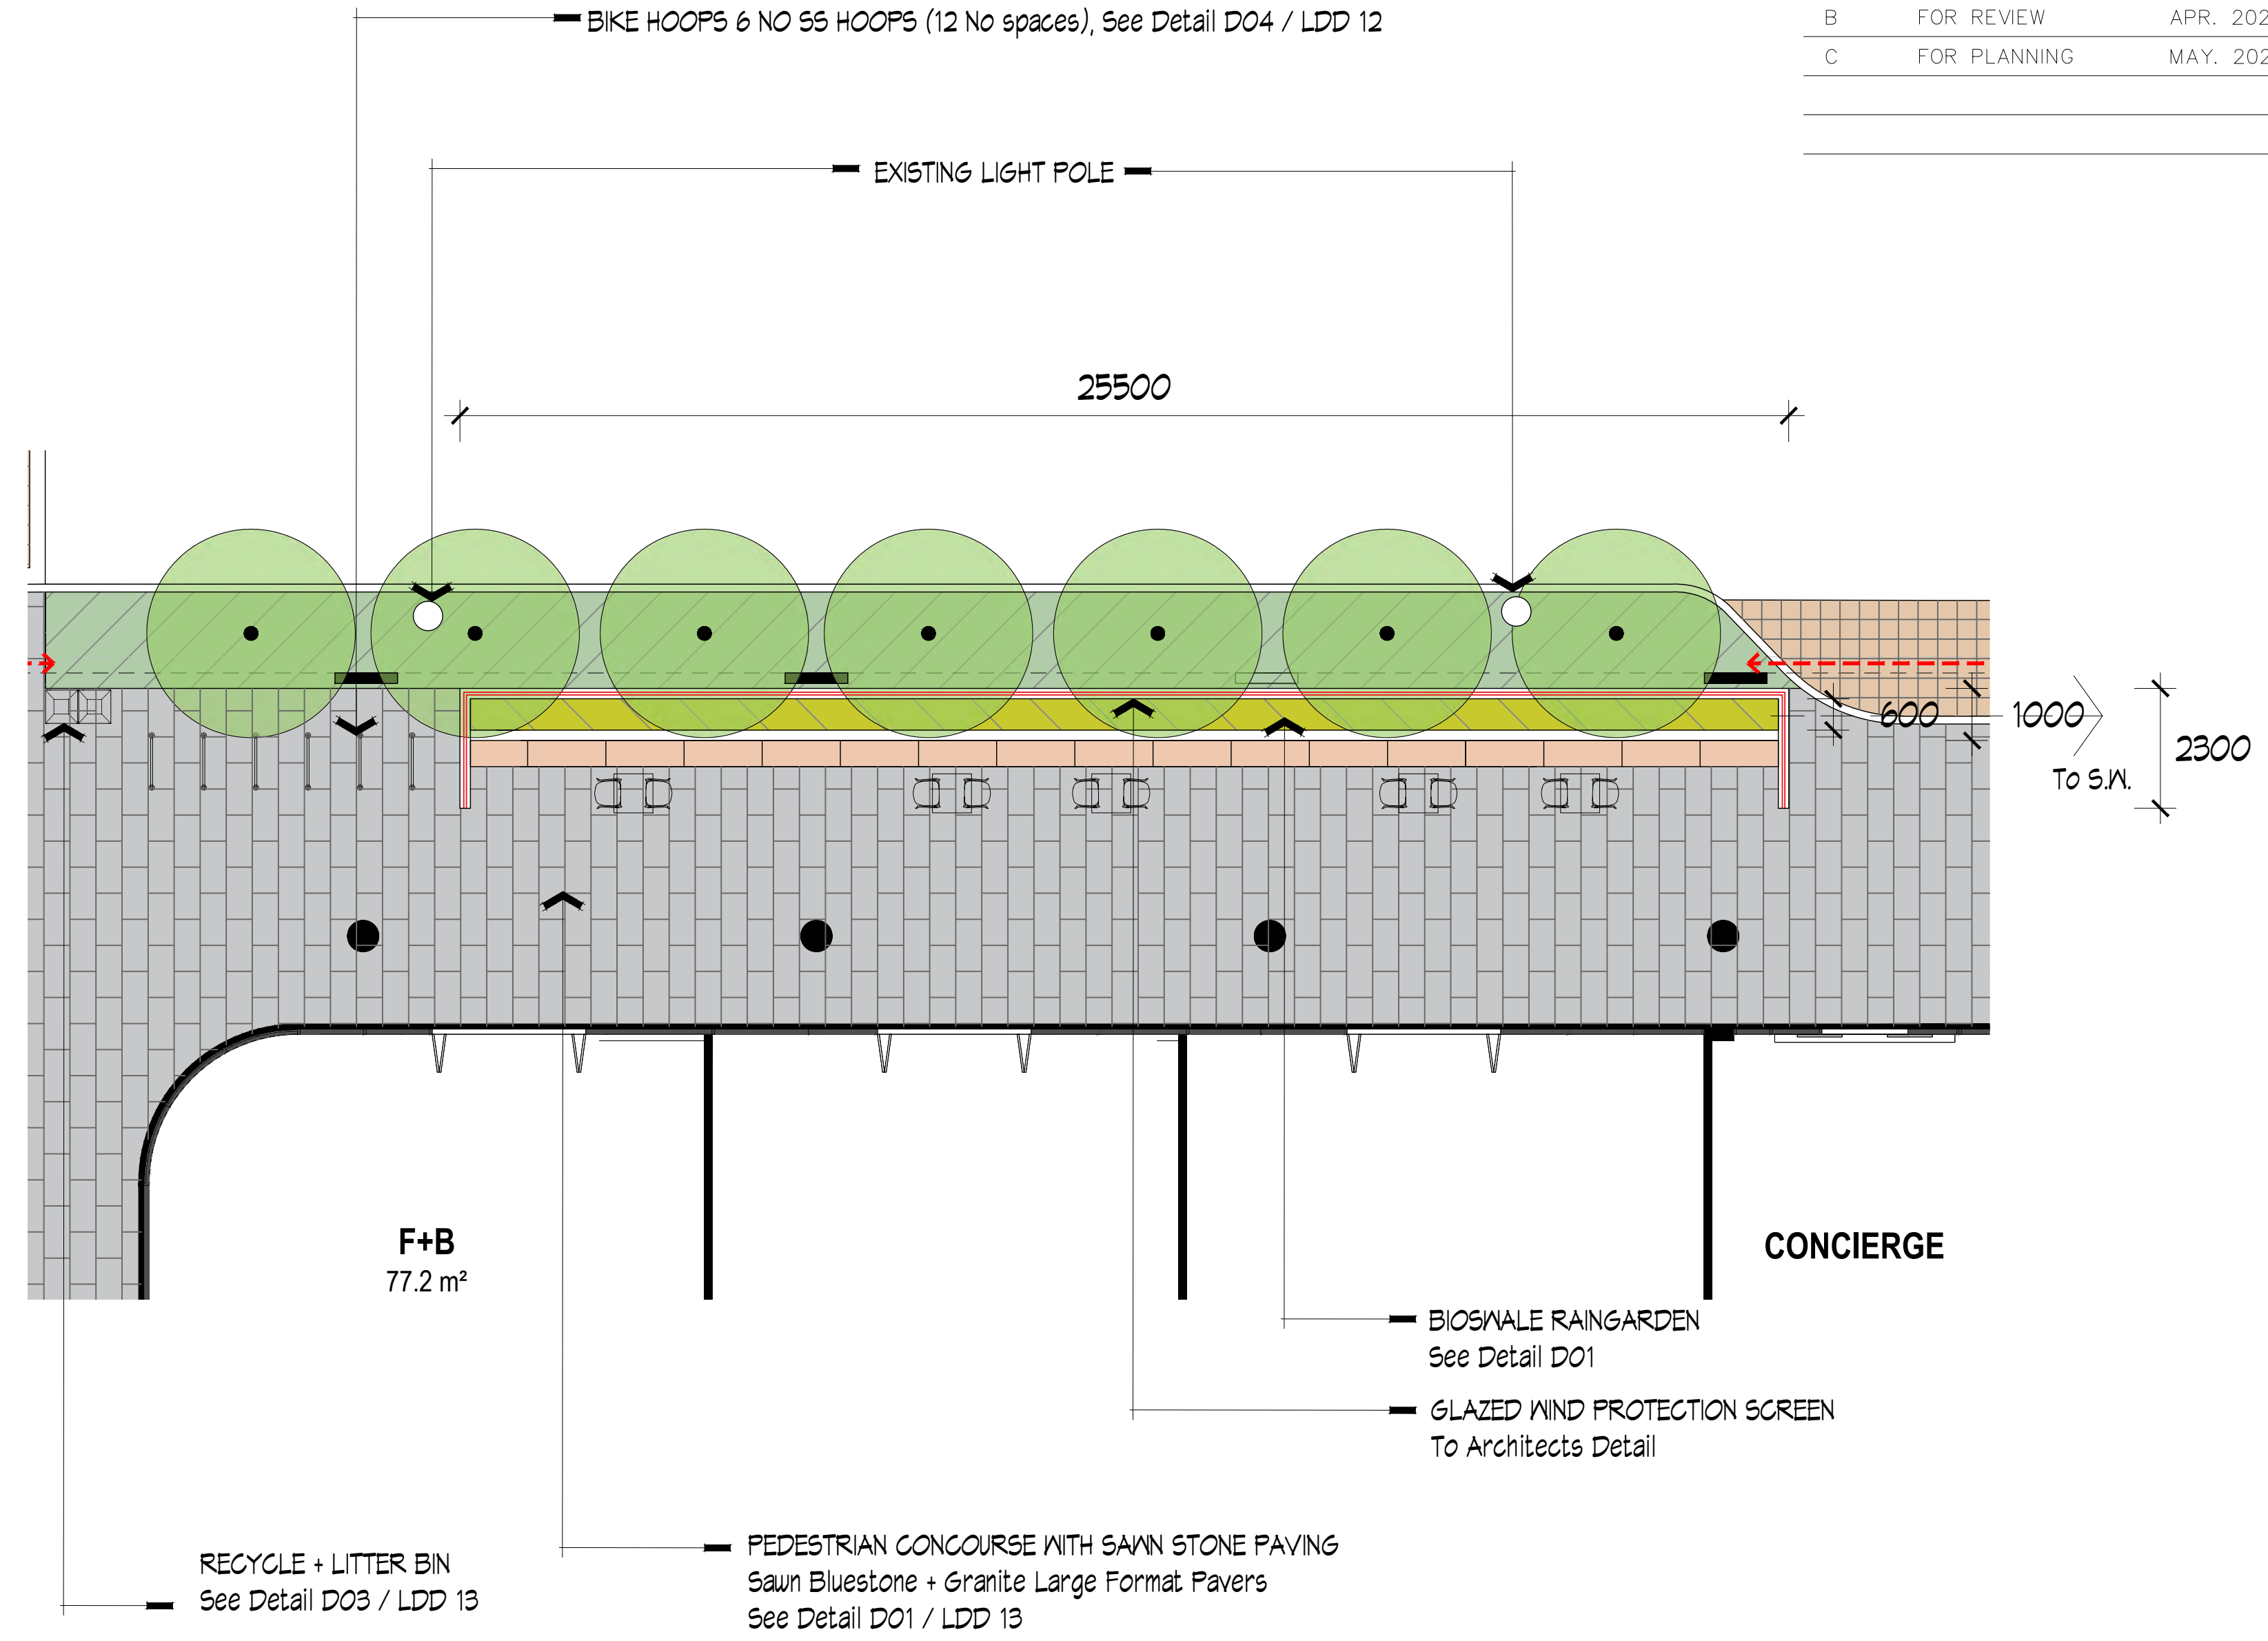 BIKE HOOPS 6 NO SS HOOPS (12 No spaces), See Detail D04 / LDD 12
B FOR REVIEW APR. 202
C FOR PLANNING MAY. 202
EXISTING LIGHT POLE
25500
600
1000
2300
To S.W.
F+B
77.2 m²
CONCIERGE
BIOSWALE RAINGARDEN
See Detail D01
GLAZED WIND PROTECTION SCREEN
To Architects Detail
PEDESTRIAN CONCOURSE WITH SAWN STONE PAVING
Sawn Bluestone + Granite Large Format Pavers
See Detail D01 / LDD 13
RECYCLE + LITTER BIN
See Detail D03 / LDD 13